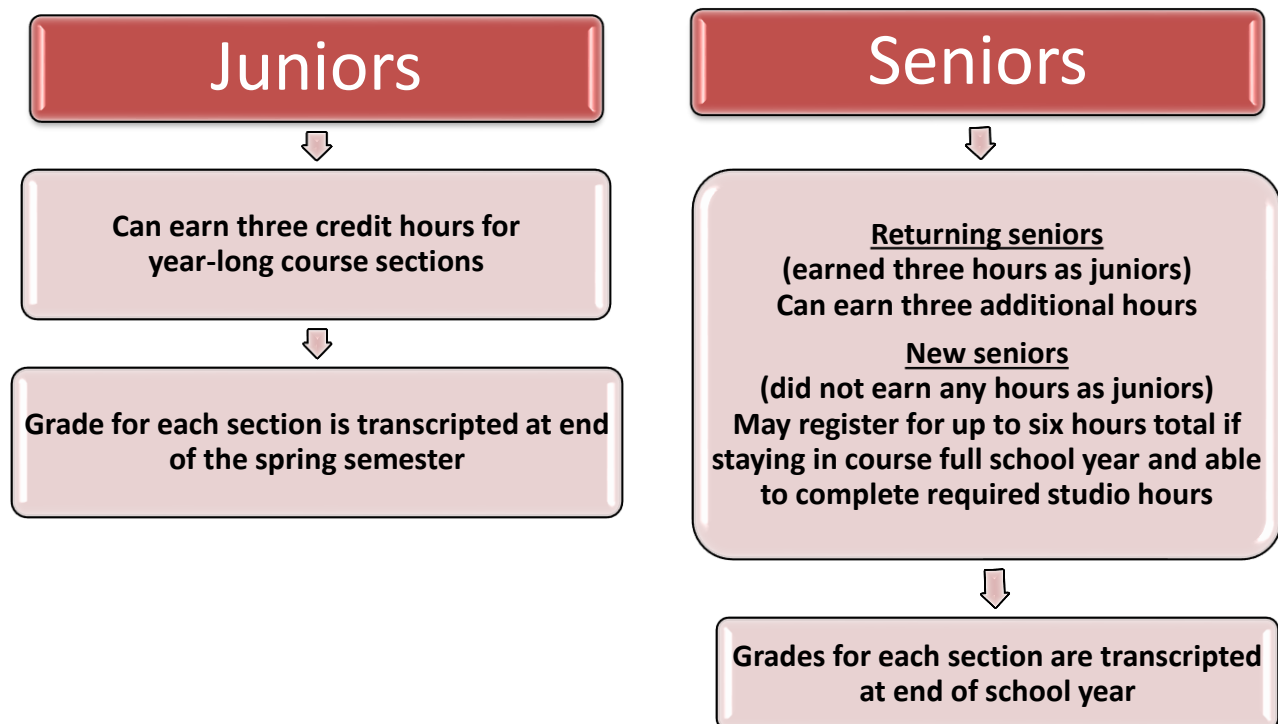 Juniors
Can earn three credit hours for
year-long course sections
Grade for each section is transcripted at end
of the spring semester
Seniors
Returning seniors
(earned three hours as juniors)
Can earn three additional hours
New seniors
(did not earn any hours as juniors)
May register for up to six hours total if
staying in course full school year and able
to complete required studio hours
Grades for each section are transcripted
at end of school year